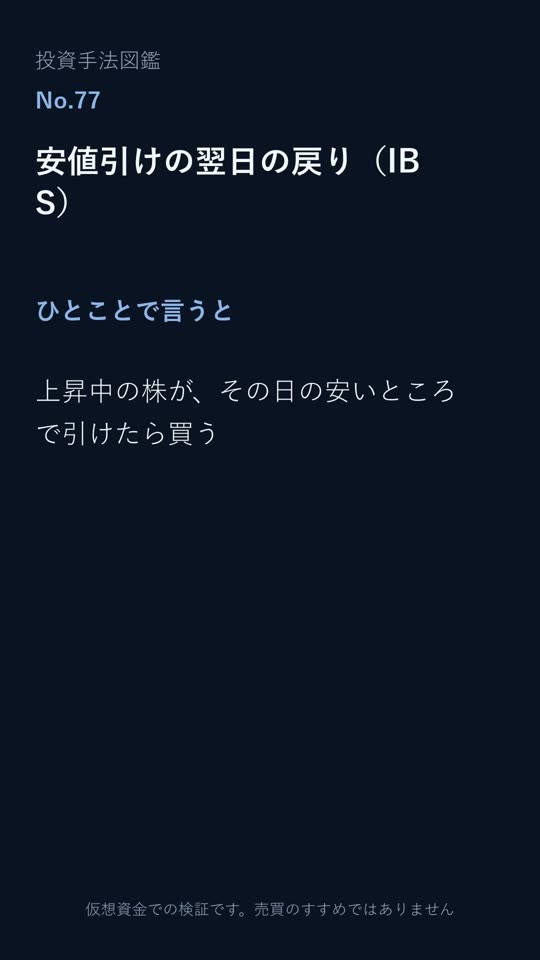 投資手法図鑑
No.77
安値引けの翌日の戻り（IB
S）
ひとことで言うと
上昇中の株が、その日の安いところ
で引けたら買う
仮想資金での検証です。売買のすすめではありません